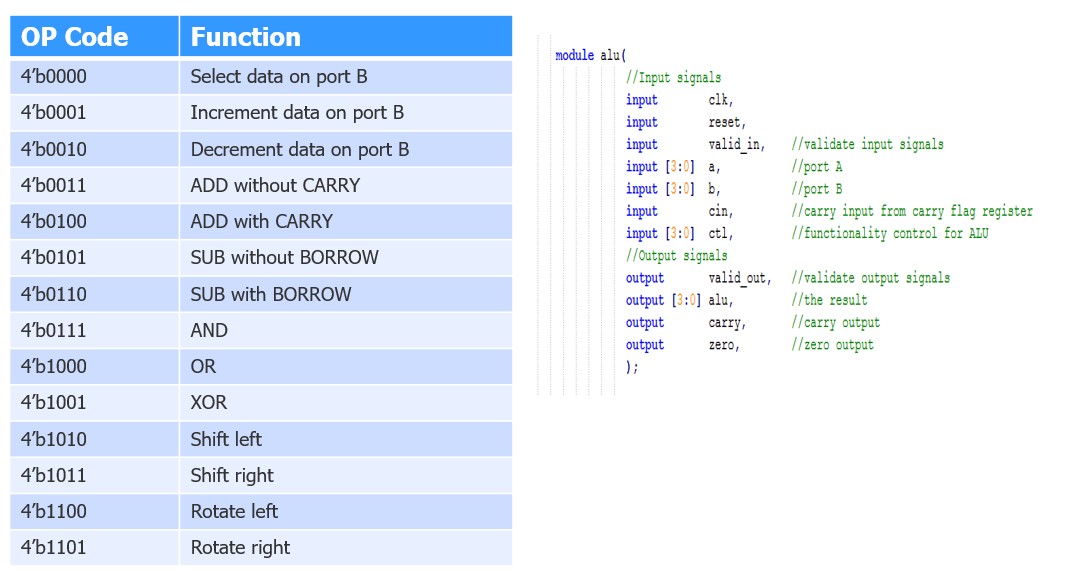 OP Code Function
4’b0000 Select data on port B
4’b0001 Increment data on port B
4’b0010 Decrement data on port B
4’b0011 ADD without CARRY
4’b0100 ADD with CARRY
4’b0101 SUB without BORROW
4’b0110 SUB with BORROW
4’b0111 AND
4’b1000 OR
4’b1001 XOR
4’b1010 Shift left
4’b1011 Shift right
4’b1100 Rotate left
4’b1101 Rotate right
module alu(
//Input signals
input clk,
input reset,
input valid_in, //validate input signals
input [3:0] a, //port A
input [3:0] b, //port B
input cin, //carry input from carry flag register
input [3:0] ctl, //functionality control for ALU
//Output signals
output valid_out, //validate output signals
output [3:0] alu, //the result
output carry, //carry output
output zero, //zero output
);